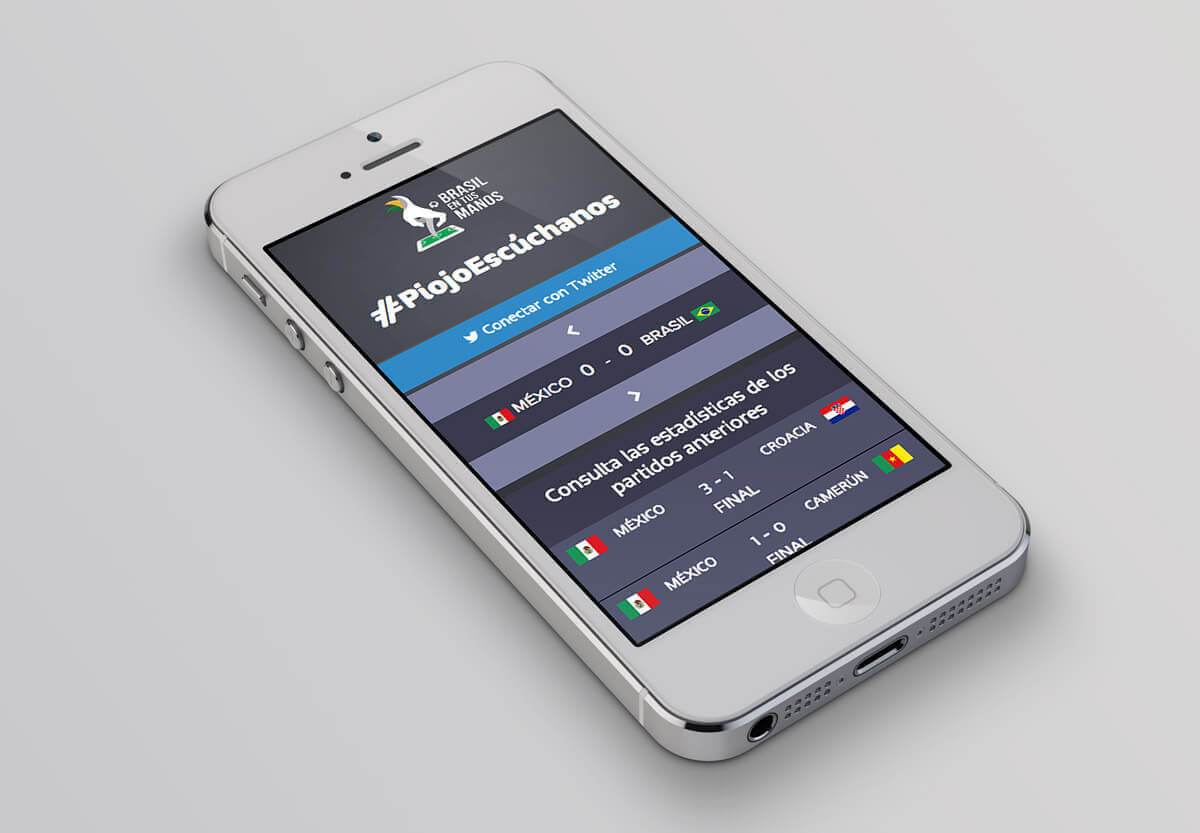 BRASIL
EN TUS
MANOS
#PiojoEscúchanos
Conectar con Twitter
MÉXICO 0 - 0 BRASIL
Consulta las estadísticas de los
partidos anteriores
MÉXICO 3 - 1 CROACIA
FINAL
MÉXICO 1 - 0 CAMERÚN
FINAL